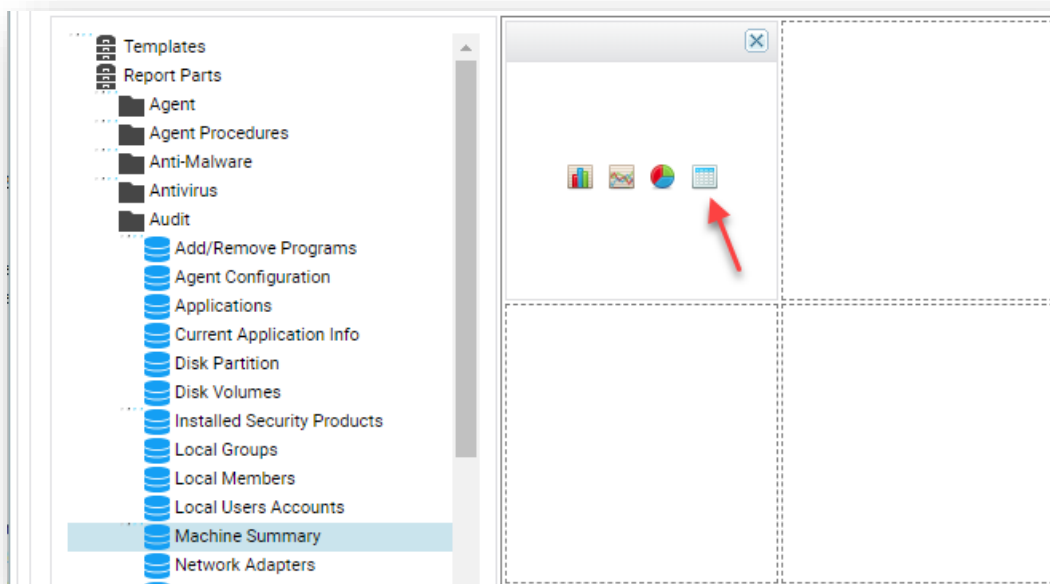 Templates
Report Parts
Agent
Agent Procedures
Anti-Malware
Antivirus
Audit
Add/Remove Programs
Agent Configuration
Applications
Current Application Info
Disk Partition
Disk Volumes
Installed Security Products
Local Groups
Local Members
Local Users Accounts
Machine Summary
Network Adapters